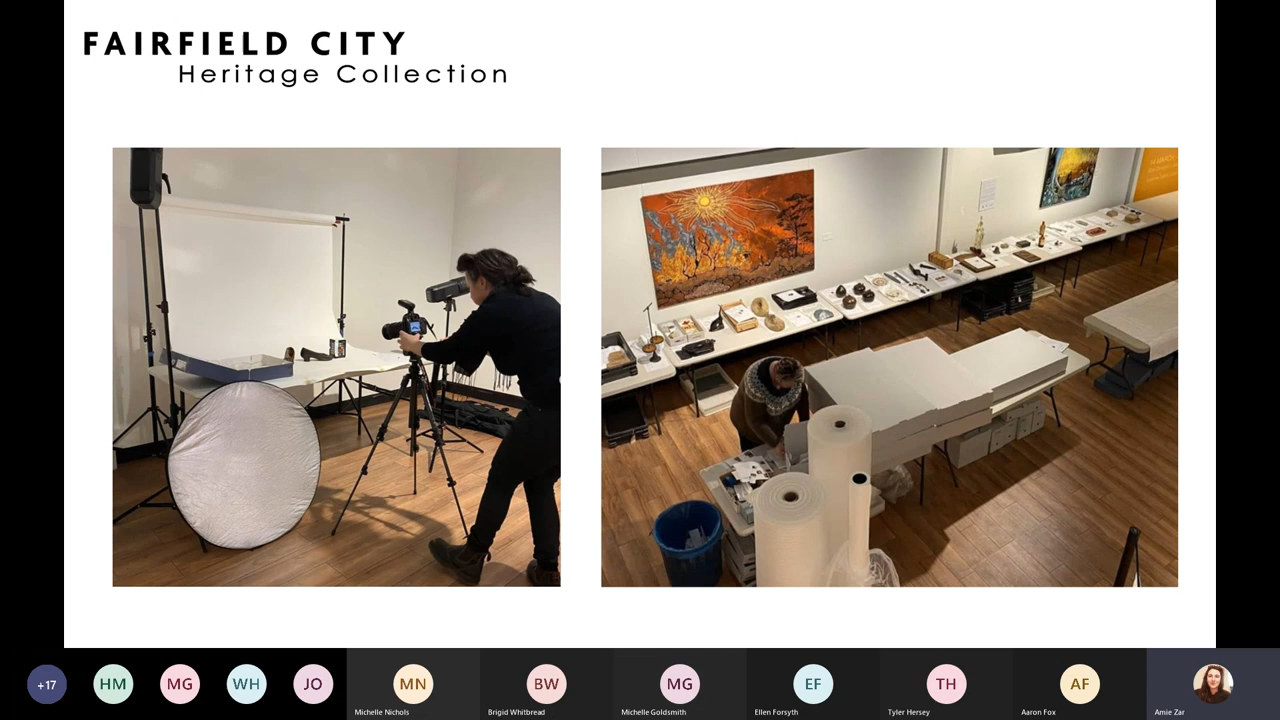 FAIRFIELD CITY
Heritage Collection
+17
HM
MG
WH
JO
MN
BW
MG
EF
TH
AF
Michelle Nichols
Brigid Whitbread
Michelle Goldsmith
Ellen Forsyth
Tyler Hersey
Aaron Fox
Amie Zar